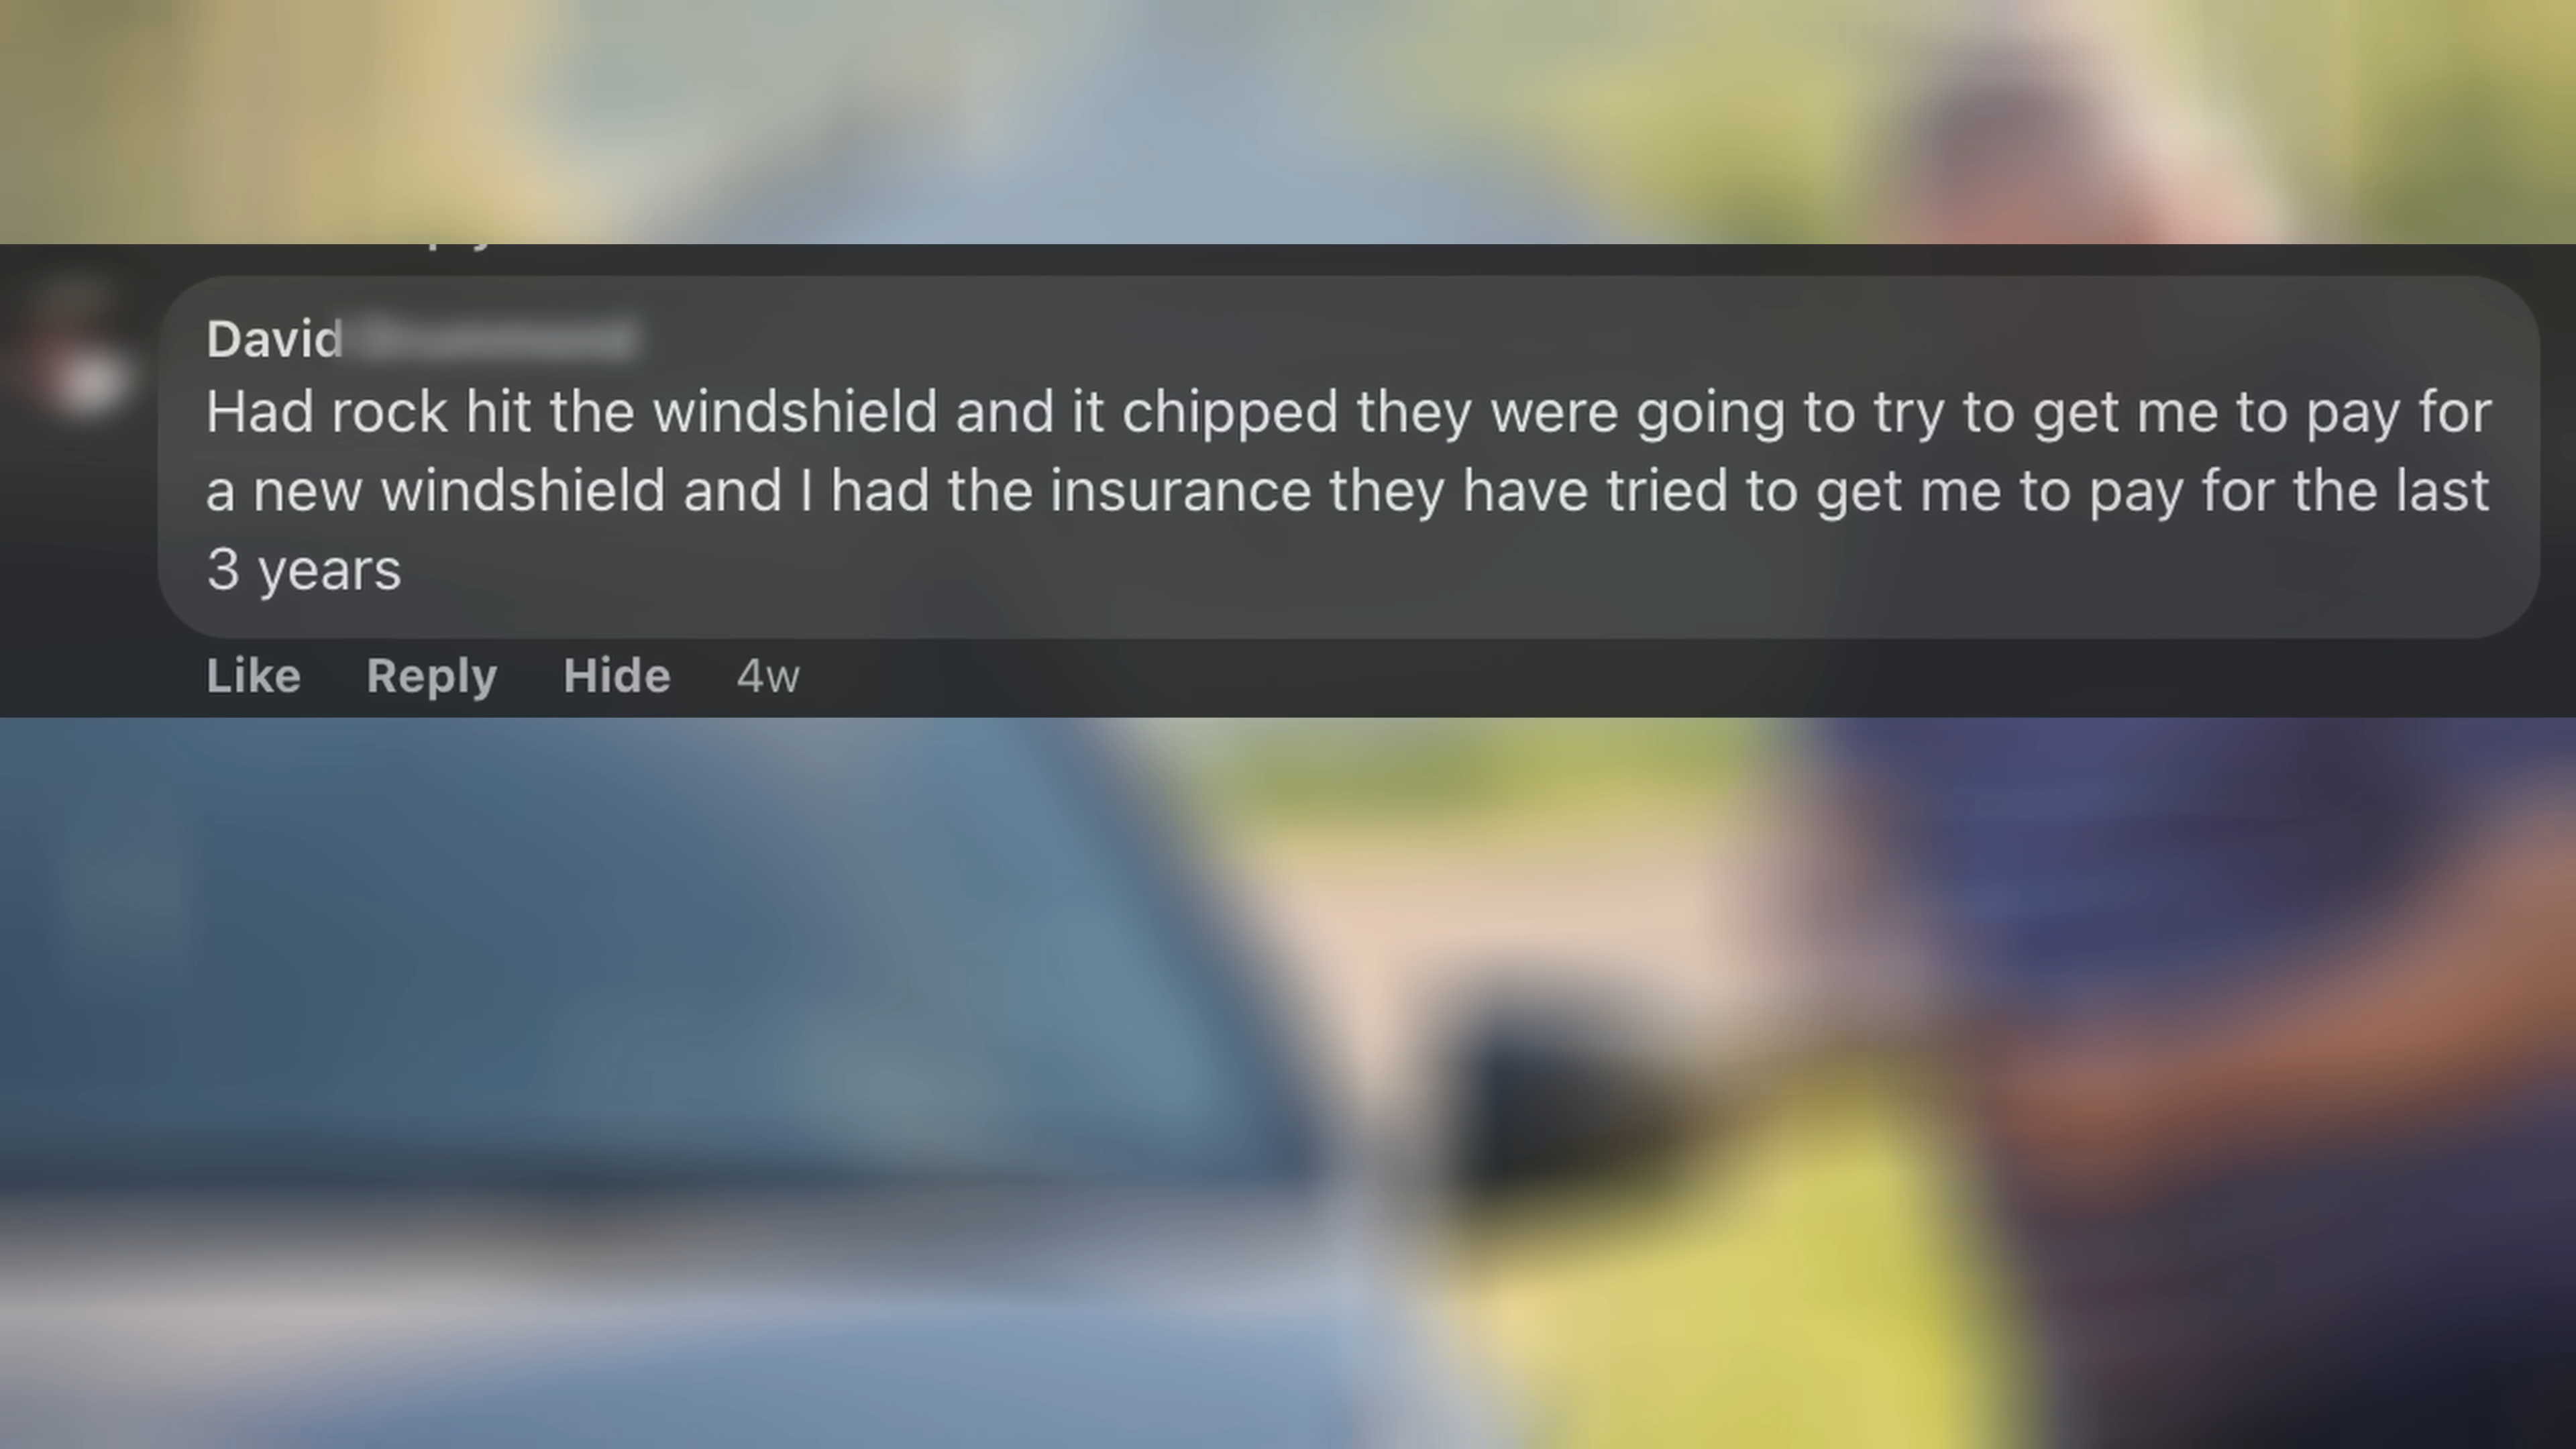 David
Had rock hit the windshield and it chipped they were going to try to get me to pay for
a new windshield and I had the insurance they have tried to get me to pay for the last
3 years
Like Reply Hide 4w